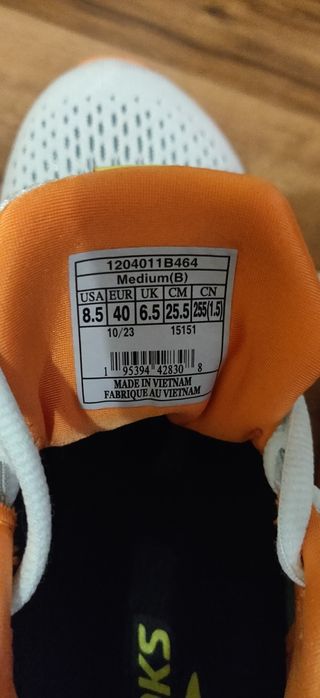 1204011B464
Medium(B)
USA EUR UK CM CN
8.5 40 6.5 25.5 255(1.5)
10/23 15151
1 95394 42830 8
MADE IN VIETNAM
FABRIQUE AU VIETNAM
OKS